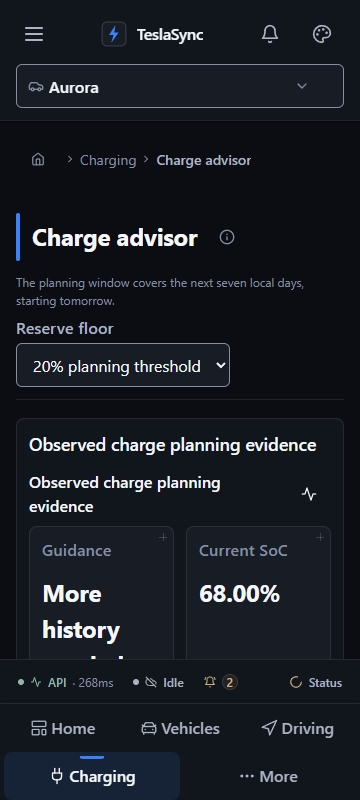 TeslaSync
Aurora
Charging
Charge advisor
Charge advisor
The planning window covers the next seven local days,
starting tomorrow.
Reserve floor
20% planning threshold
Observed charge planning evidence
Observed charge planning
evidence
Guidance
Current SoC
More
history
68.00%
API · 268ms
Idle
2
Status
Home
Vehicles
Driving
Charging
More